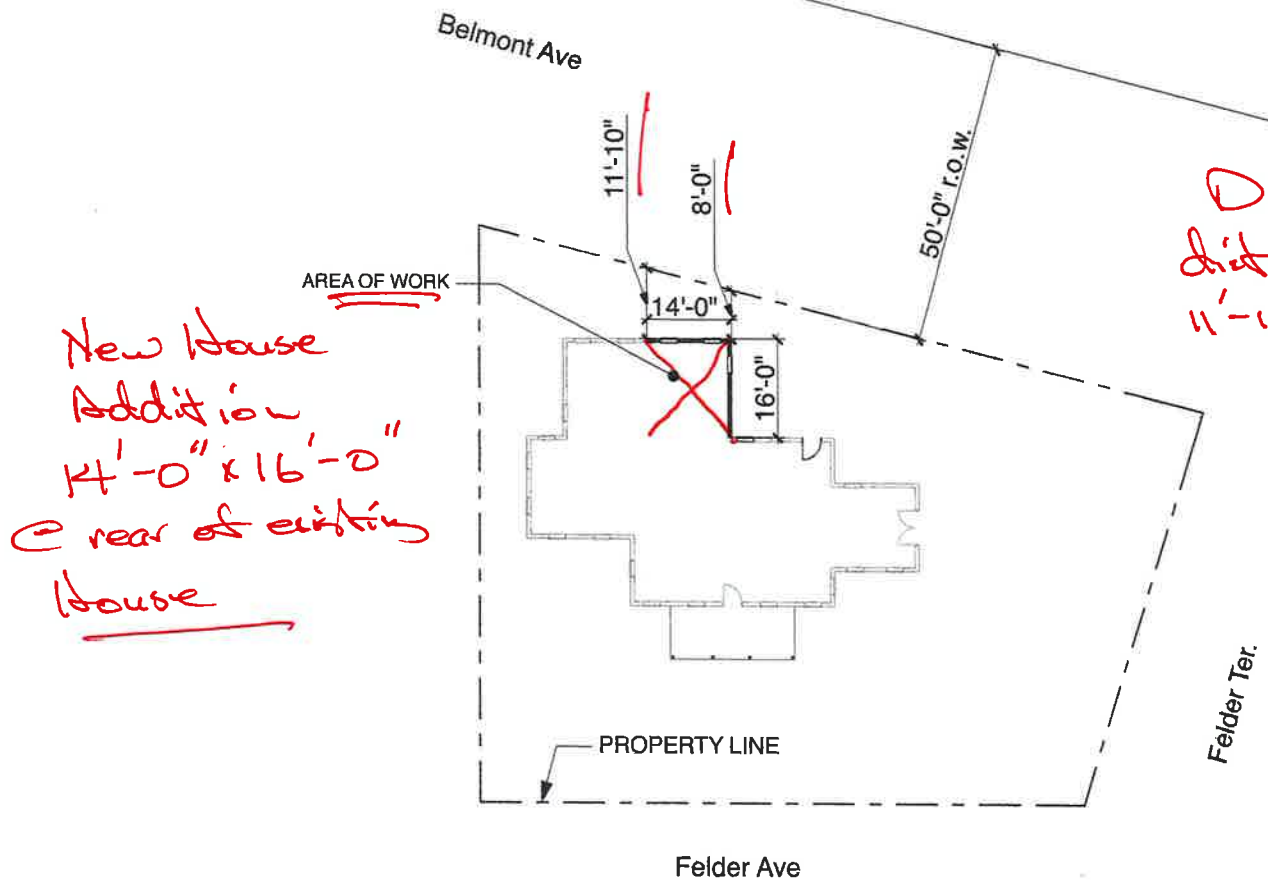 Belmont Ave
11'-10"
8'-0"
50'-0" r.o.w.
AREA OF WORK
14'-0"
16'-0"
New House
Addition
14'-0" x 16'-0"
@ rear of existing
House
PROPERTY LINE
Felder Ter.
Felder Ave